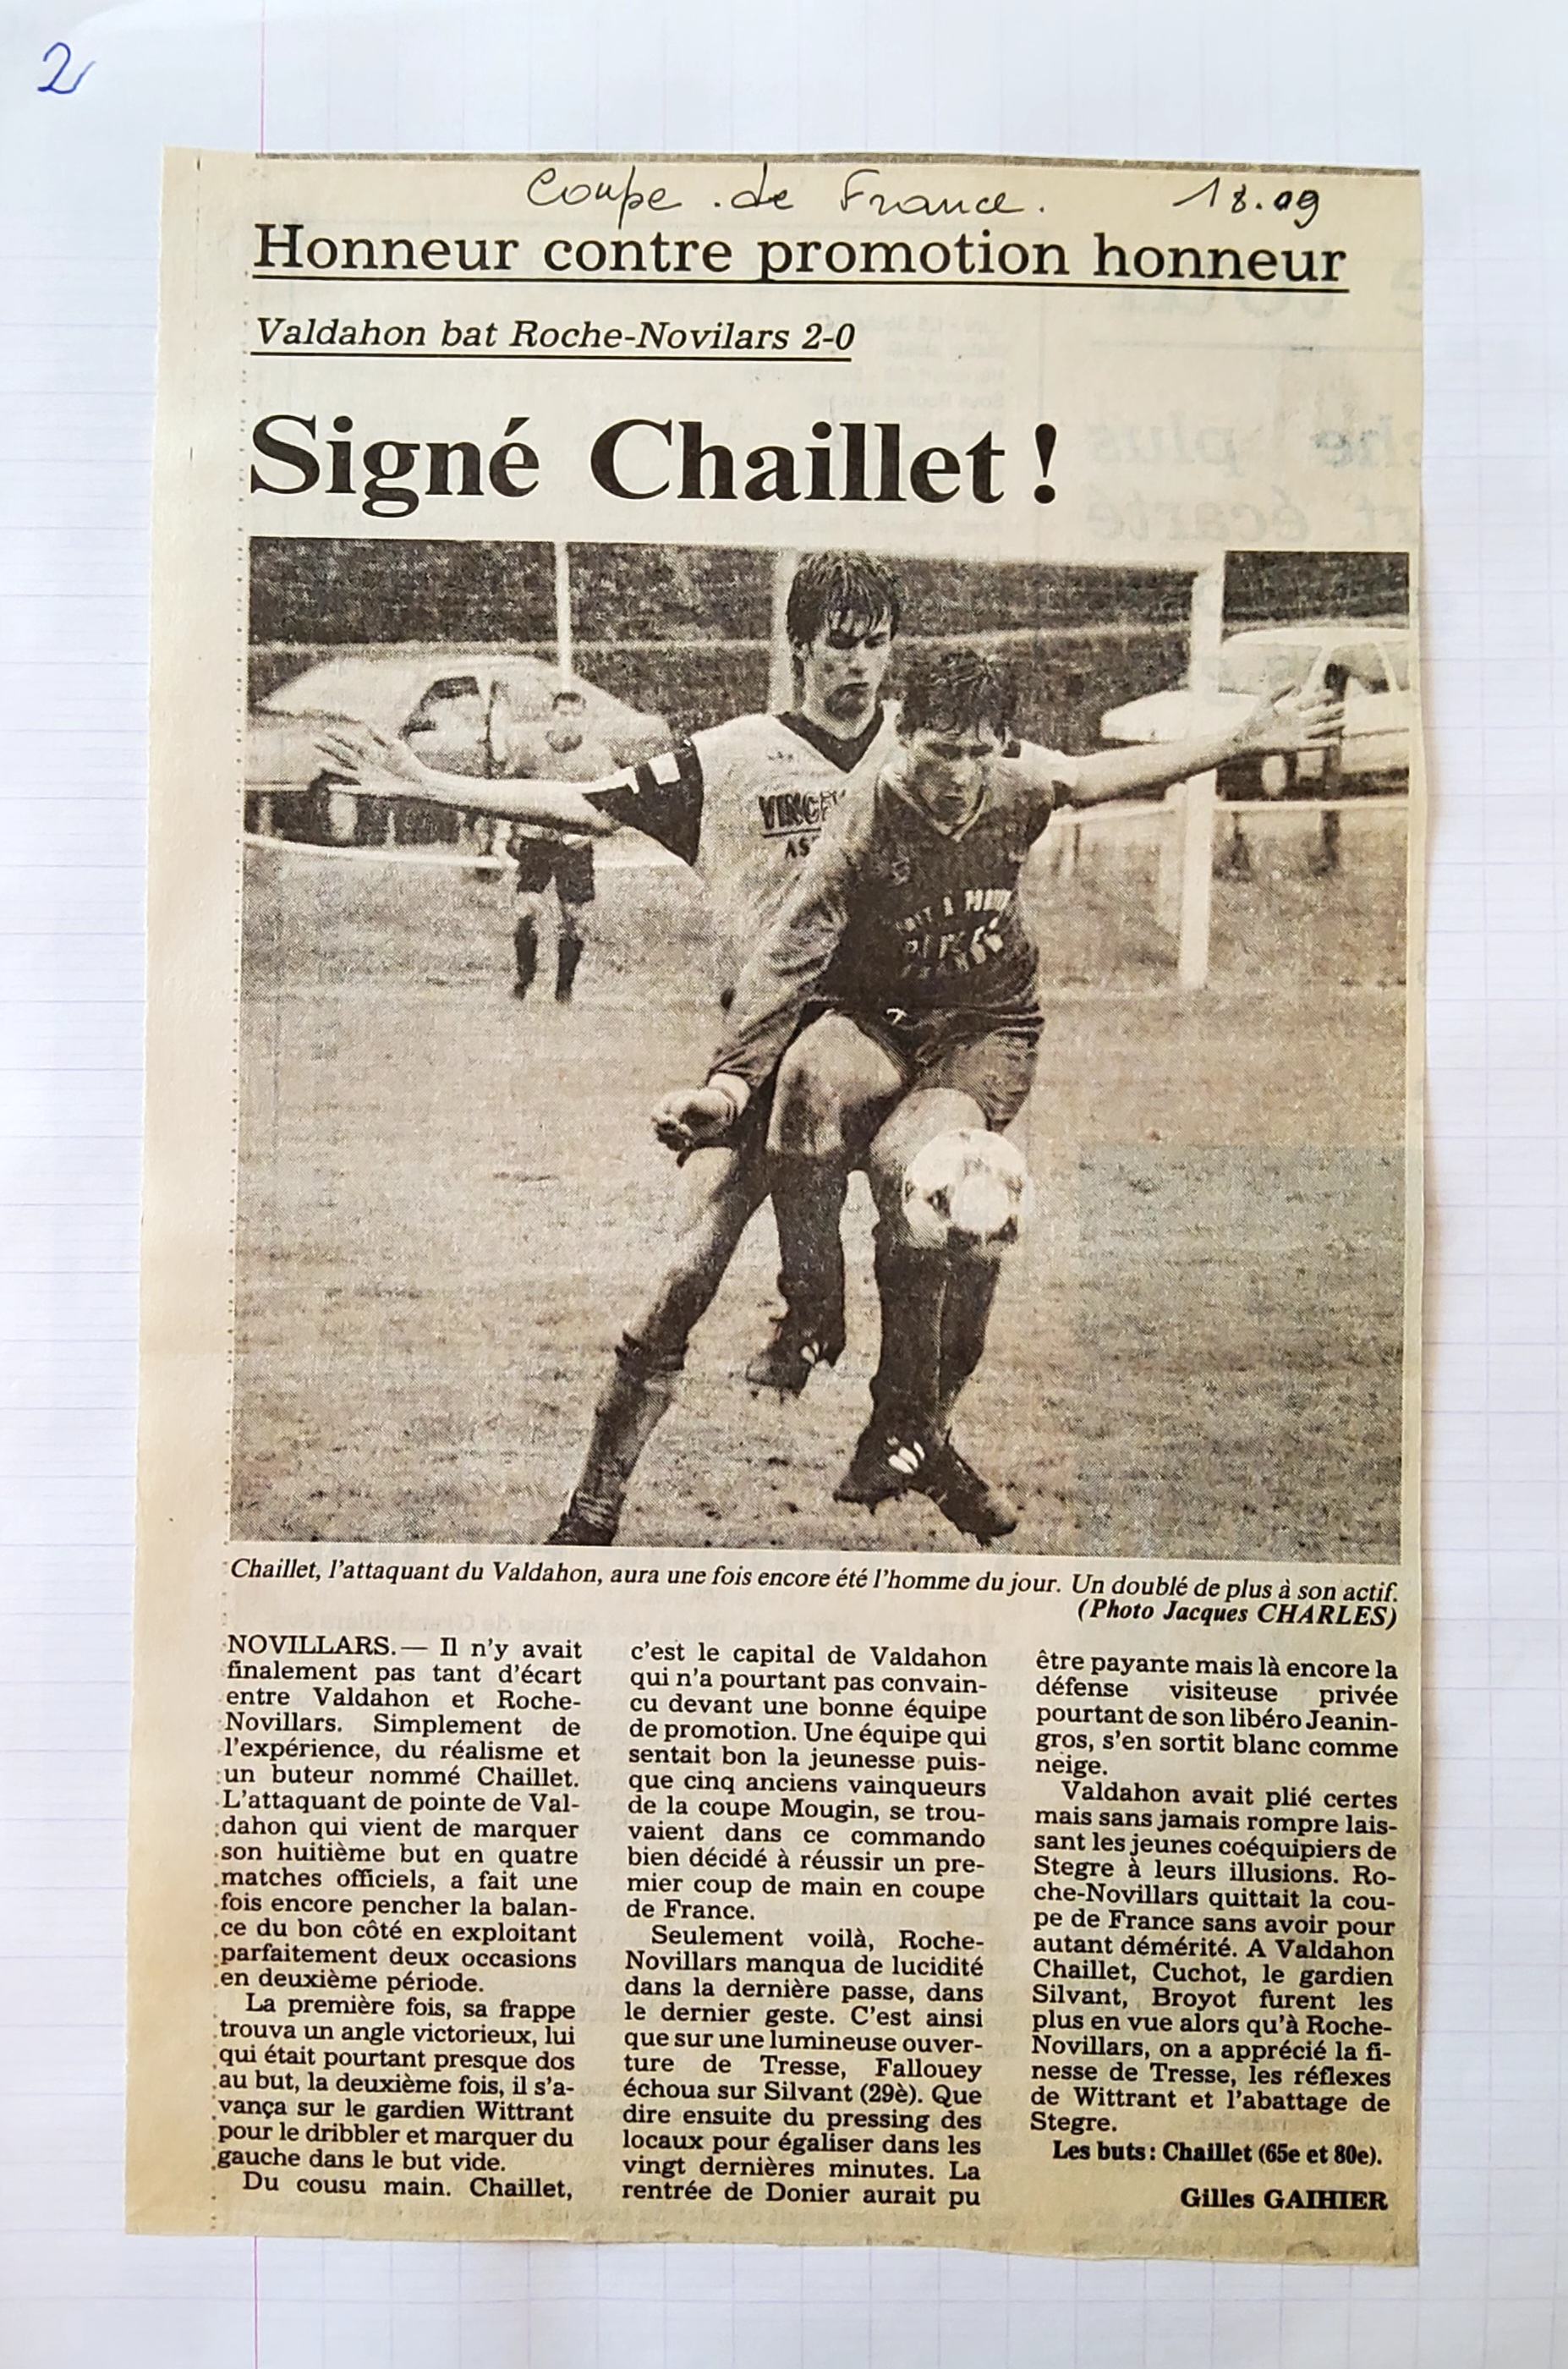 2
Coupe de France. 18.09
Honneur contre promotion honneur
Valdahon bat Roche-Novilars 2-0
Signé Chaillet !
VINCE
AS
Chaillet, l'attaquant du Valdahon, aura une fois encore été l'homme du jour. Un doublé de plus à son actif.
(Photo Jacques CHARLES)
NOVILLARS. — Il n'y avait
finalement pas tant d'écart
entre Valdahon et Roche-
Novillars. Simplement de
l'expérience, du réalisme et
un buteur nommé Chaillet.
L'attaquant de pointe de Val-
dahon qui vient de marquer
son huitième but en quatre
matches officiels, a fait une
fois encore pencher la balan-
ce du bon côté en exploitant
parfaitement deux occasions
en deuxième période.
La première fois, sa frappe
trouva un angle victorieux, lui
qui était pourtant presque dos
au but, la deuxième fois, il s'a-
vança sur le gardien Wittrant
pour le dribbler et marquer du
gauche dans le but vide.
Du cousu main. Chaillet,
c'est le capital de Valdahon
qui n'a pourtant pas convain-
cu devant une bonne équipe
de promotion. Une équipe qui
sentait bon la jeunesse puis-
que cinq anciens vainqueurs
de la coupe Mougin, se trou-
vaient dans ce commando
bien décidé à réussir un pre-
mier coup de main en coupe
de France.
Seulement voilà, Roche-
Novillars manqua de lucidité
dans la dernière passe, dans
le dernier geste. C'est ainsi
que sur une lumineuse ouver-
ture de Tresse, Fallouey
échoua sur Silvant (29è). Que
dire ensuite du pressing des
locaux pour égaliser dans les
vingt dernières minutes. La
rentrée de Donier aurait pu
être payante mais là encore la
défense visiteuse privée
pourtant de son libéro Jeanin-
gros, s'en sortit blanc comme
neige.
Valdahon avait plié certes
mais sans jamais rompre lais-
sant les jeunes coéquipiers de
Stegre à leurs illusions. Ro-
che-Novillars quittait la cou-
pe de France sans avoir pour
autant démérité. A Valdahon
Chaillet, Cuchot, le gardien
Silvant, Broyot furent les
plus en vue alors qu'à Roche-
Novillars, on a apprécié la fi-
nesse de Tresse, les réflexes
de Wittrant et l'abattage de
Stegre.
Les buts : Chaillet (65e et 80e).
Gilles GAIHIER